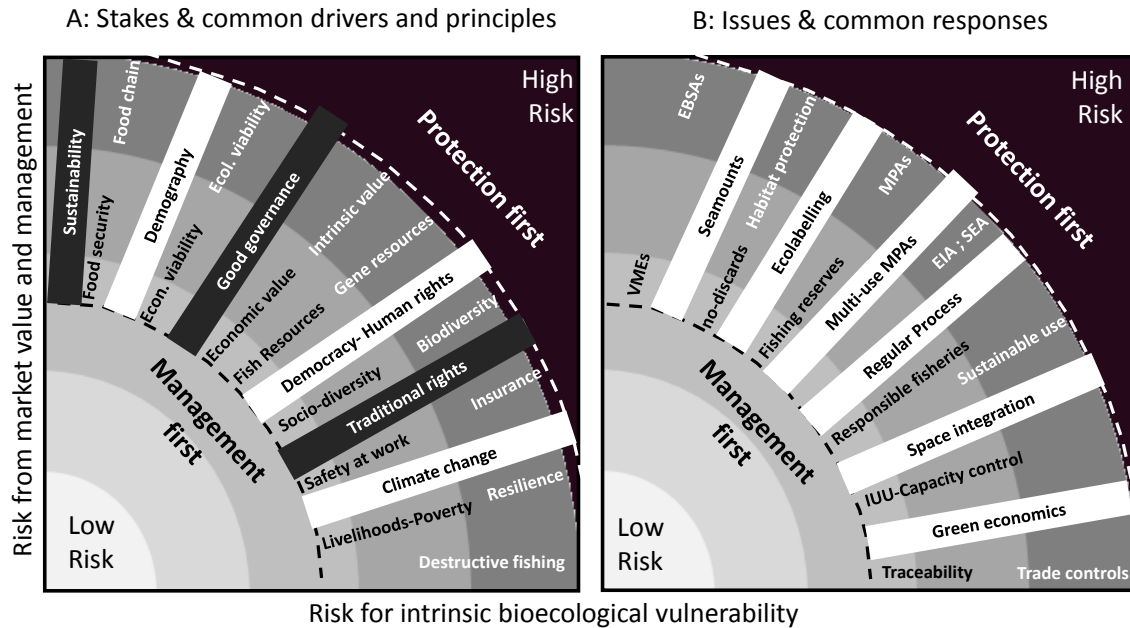 A: Stakes & common drivers and principles
B: Issues & common responses
Risk from market value and management
High
Risk
Protection first
Sustainability
Food chain
Food security
Demography
Ecol. viability
Econ. viability
Good governance
Intrinsic value
Economic value
Gene resources
Fish Resources
Democracy- Human rights
Biodiversity
Socio-diversity
Traditional rights
Insurance
Safety at work
Climate change
Resilience
Livelihoods-Poverty
Destructive fishing
Management
first
Low
Risk
High
Risk
Protection first
EBSAs
VMEs
Seamounts
Habitat protection
no-discards
Ecolabelling
MPAs
Fishing reserves
Multi-use MPAs
EIA ; SEA
Regular Process
Responsible fisheries
Sustainable use
Space integration
IUU-Capacity control
Green economics
Traceability
Trade controls
Management
first
Low
Risk
Risk for intrinsic bioecological vulnerability